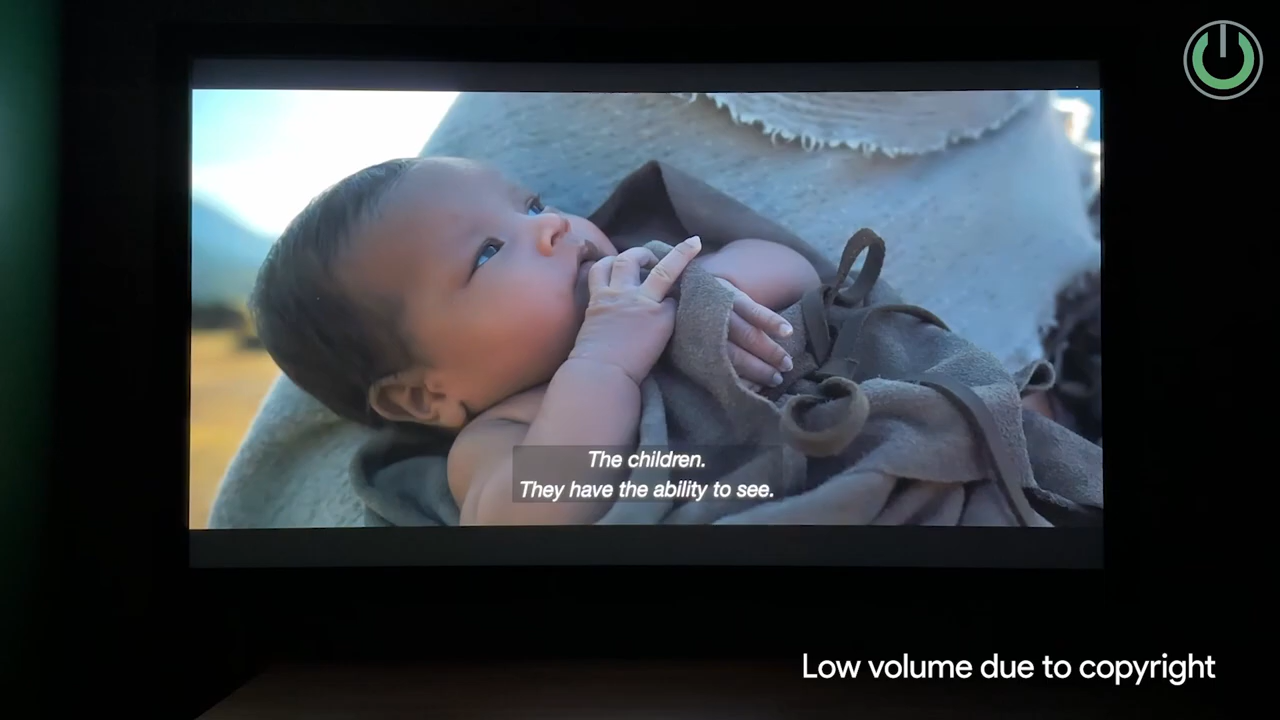 The children.
They have the ability to see.
Low volume due to copyright